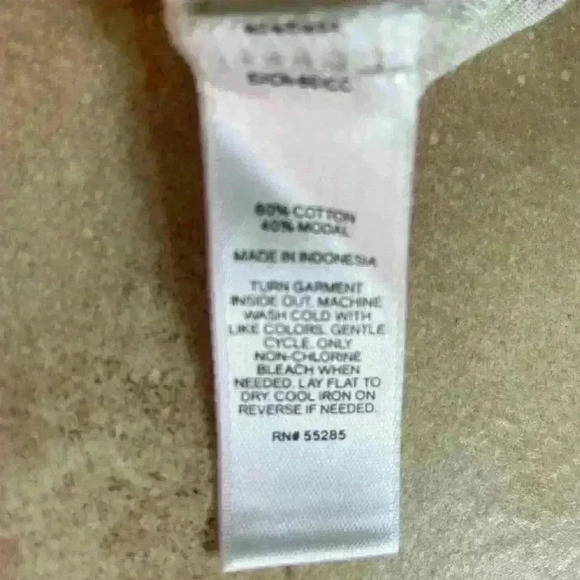 60% COTTON
40% MODAL
MADE IN INDONESIA
TURN GARMENT
INSIDE OUT. MACHINE
WASH COLD WITH
LIKE COLORS. GENTLE
CYCLE. ONLY
NON-CHLORINE
BLEACH WHEN
NEEDED. LAY FLAT TO
DRY. COOL IRON ON
REVERSE IF NEEDED.
RN# 55285